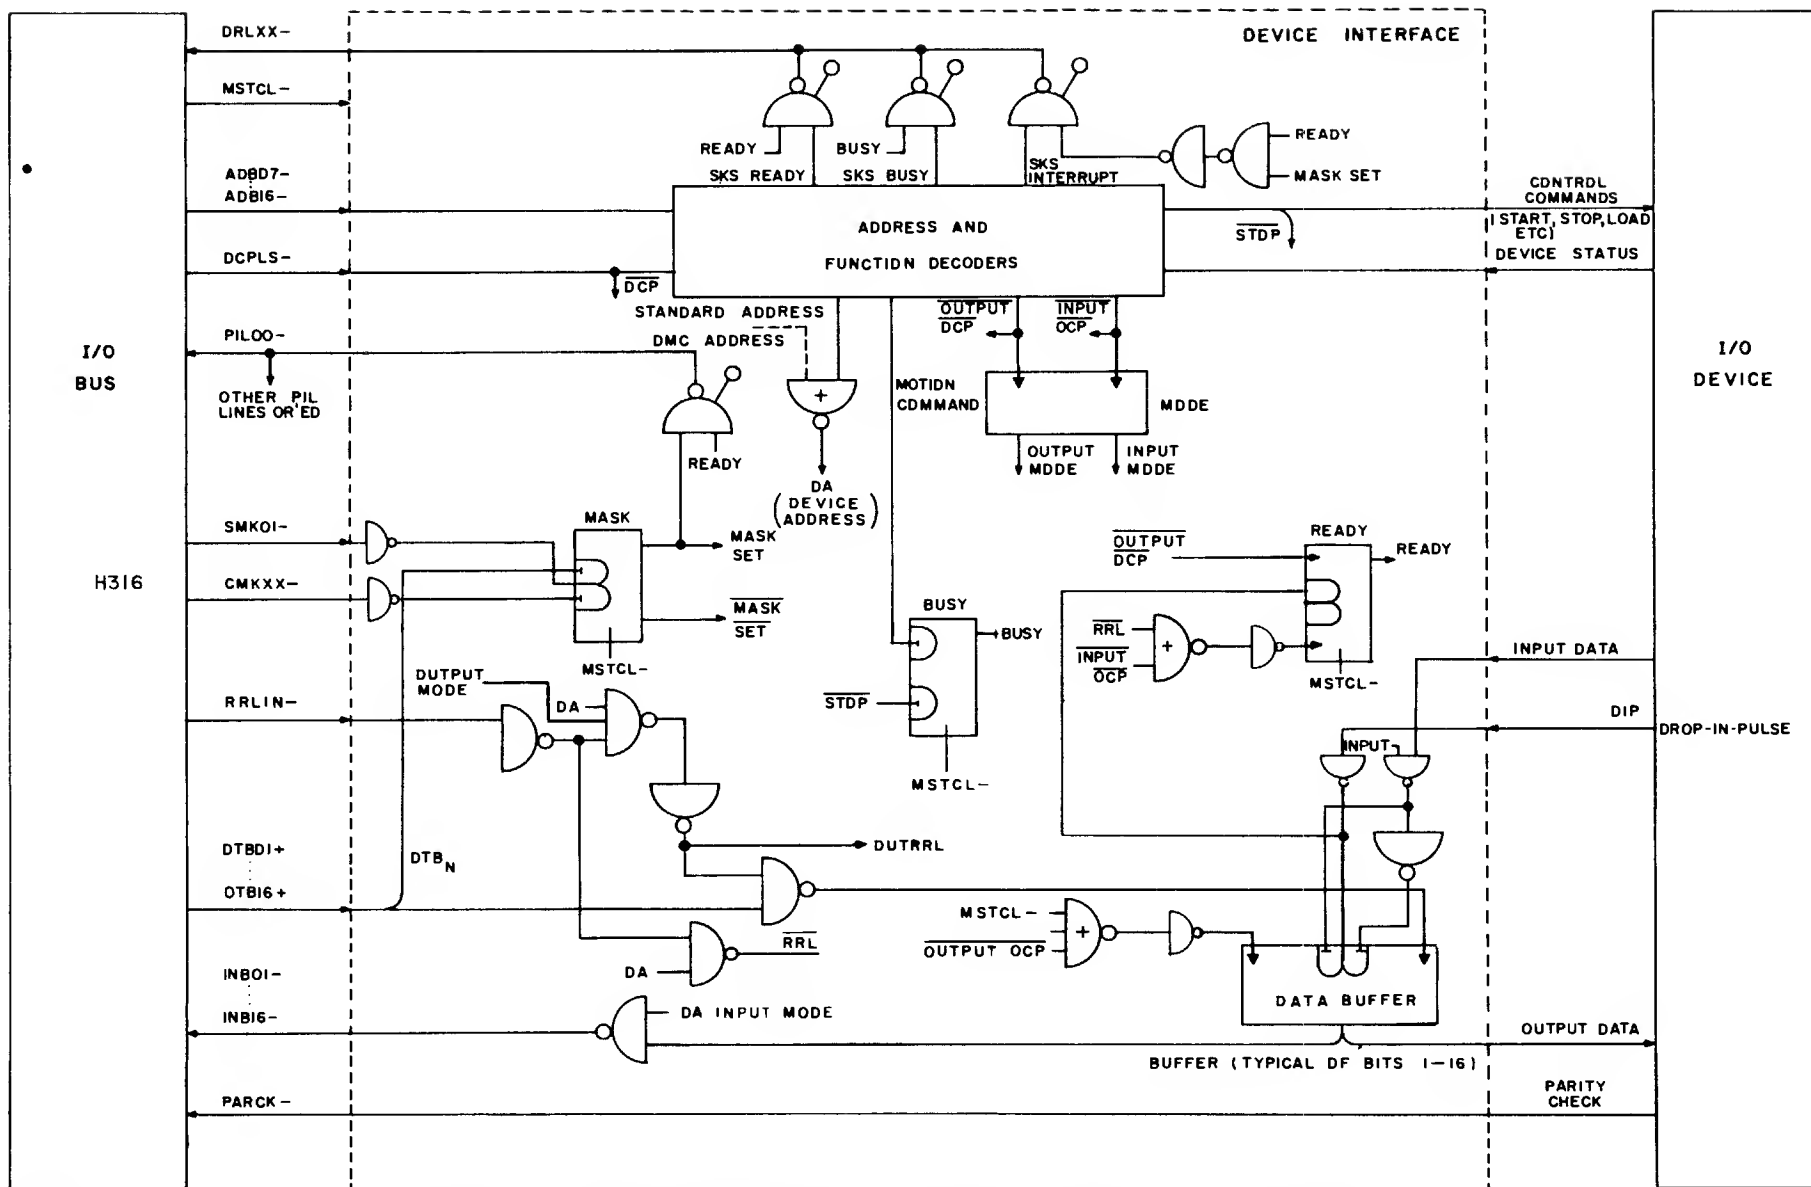 DEVICE INTERFACE
DRLXX-
MSTCL-
READY
BUSY
READY
MASK SET
SKS READY
SKS BUSY
SKS
INTERRUPT
ADBD7-
ADBI6-
CDNTRDL
COMMANDS
(START, STOP, LOAD
ETC)
STDP
ADDRESS AND
FUNCTION DECODERS
DEVICE STATUS
DCPLS-
DCP
STANDARD ADDRESS
DMC ADDRESS
OUTPUT
DCP
INPUT
OCP
PILOO-
OTHER PIL
LINES OR'ED
I/O
BUS
I/O
DEVICE
MOTIDN
CDMMAND
MDDE
+
READY
OUTPUT
MDDE
INPUT
MDDE
DA
(DEVICE
ADDRESS)
SMKOI-
MASK
MASK
SET
READY
OUTPUT
DCP
READY
H316
CMKXX-
MASK
SET
BUSY
BUSY
RRL
+
INPUT
OCP
MSTCL-
MSTCL-
INPUT DATA
DUTPUT
MODE
DA
STDP
RRLIN-
DIP
DROP-IN-PULSE
INPUT
MSTCL-
DTBDI+
OTBI6+
DTBN
DUTRRL
MSTCL-
+
OUTPUT OCP
RRL
DA
INBOI-
INBI6-
DA INPUT MODE
DATA BUFFER
OUTPUT DATA
BUFFER (TYPICAL DF BITS I-I6)
PARCK-
PARITY
CHECK